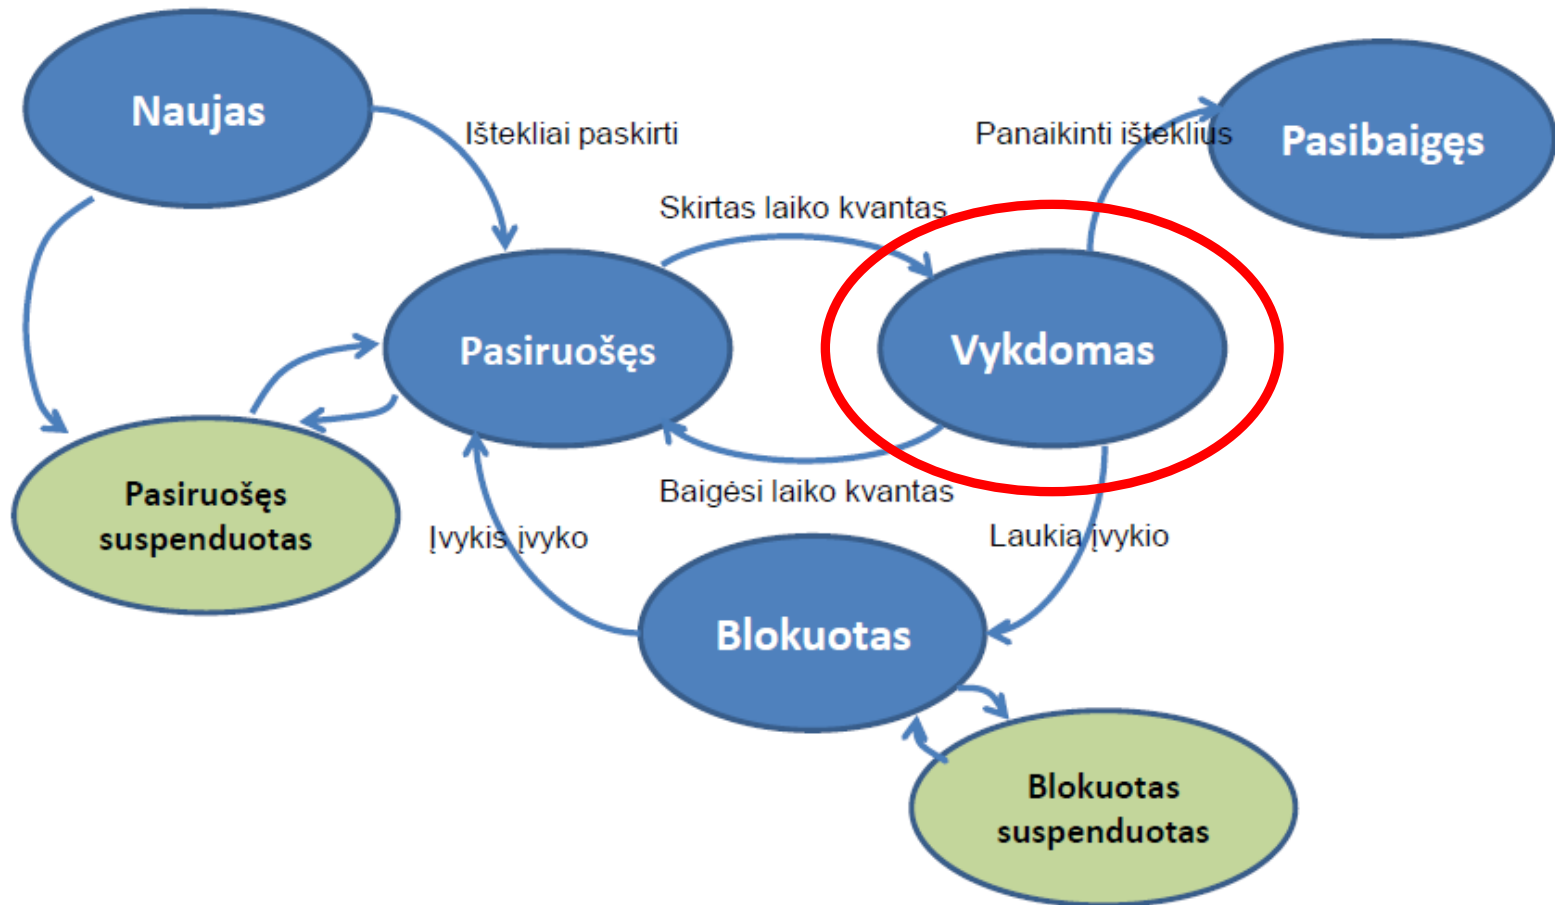 Naujas
Ištekliai paskirti
Panaikinti išteklius
Pasibaigęs
Skirtas laiko kvantas
Pasiruošęs
Vykdomas
Baigėsi laiko kvantas
Pasiruošęs
suspenduotas
Įvykis įvyko
Laukia įvykio
Blokuotas
Blokuotas
suspenduotas